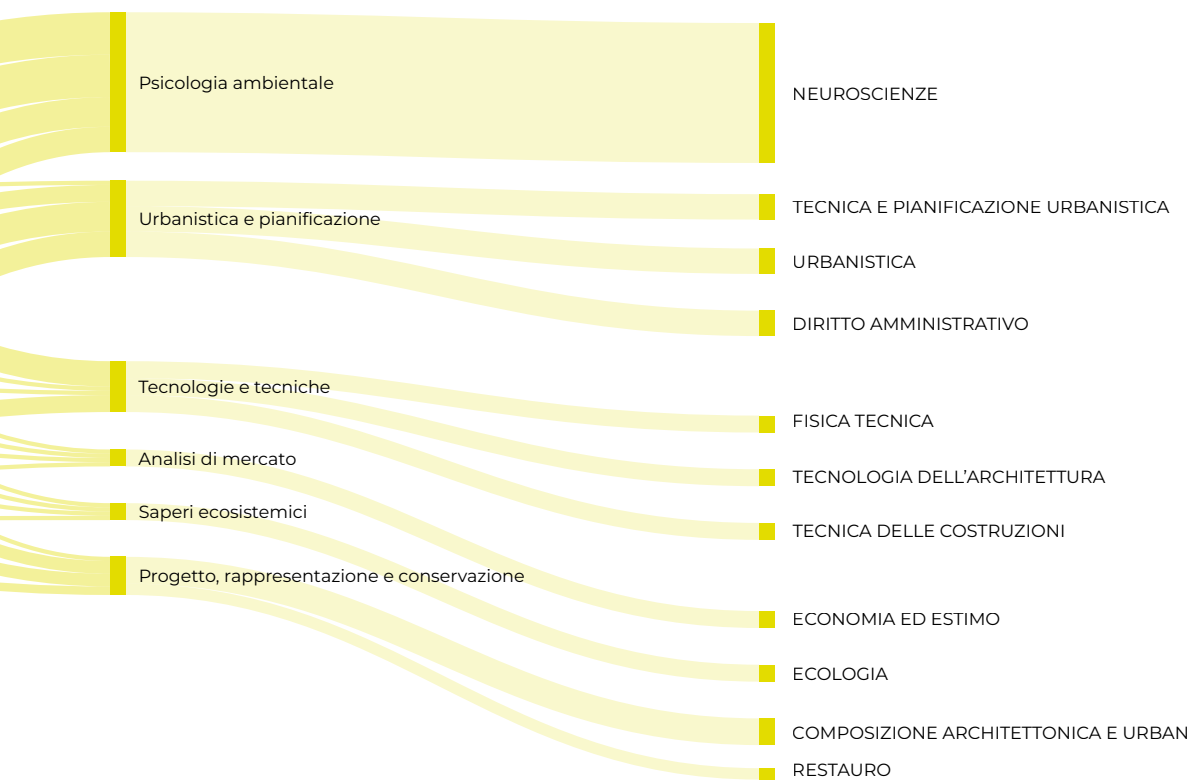 Psicologia ambientale
NEUROSCIENZE
Urbanistica e pianificazione
TECNICA E PIANIFICAZIONE URBANISTICA
URBANISTICA
DIRITTO AMMINISTRATIVO
Tecnologie e tecniche
FISICA TECNICA
Analisi di mercato
TECNOLOGIA DELL’ARCHITETTURA
Saperi ecosistemici
TECNICA DELLE COSTRUZIONI
Progetto, rappresentazione e conservazione
ECONOMIA ED ESTIMO
ECOLOGIA
COMPOSIZIONE ARCHITETTONICA E URBAN
RESTAURO